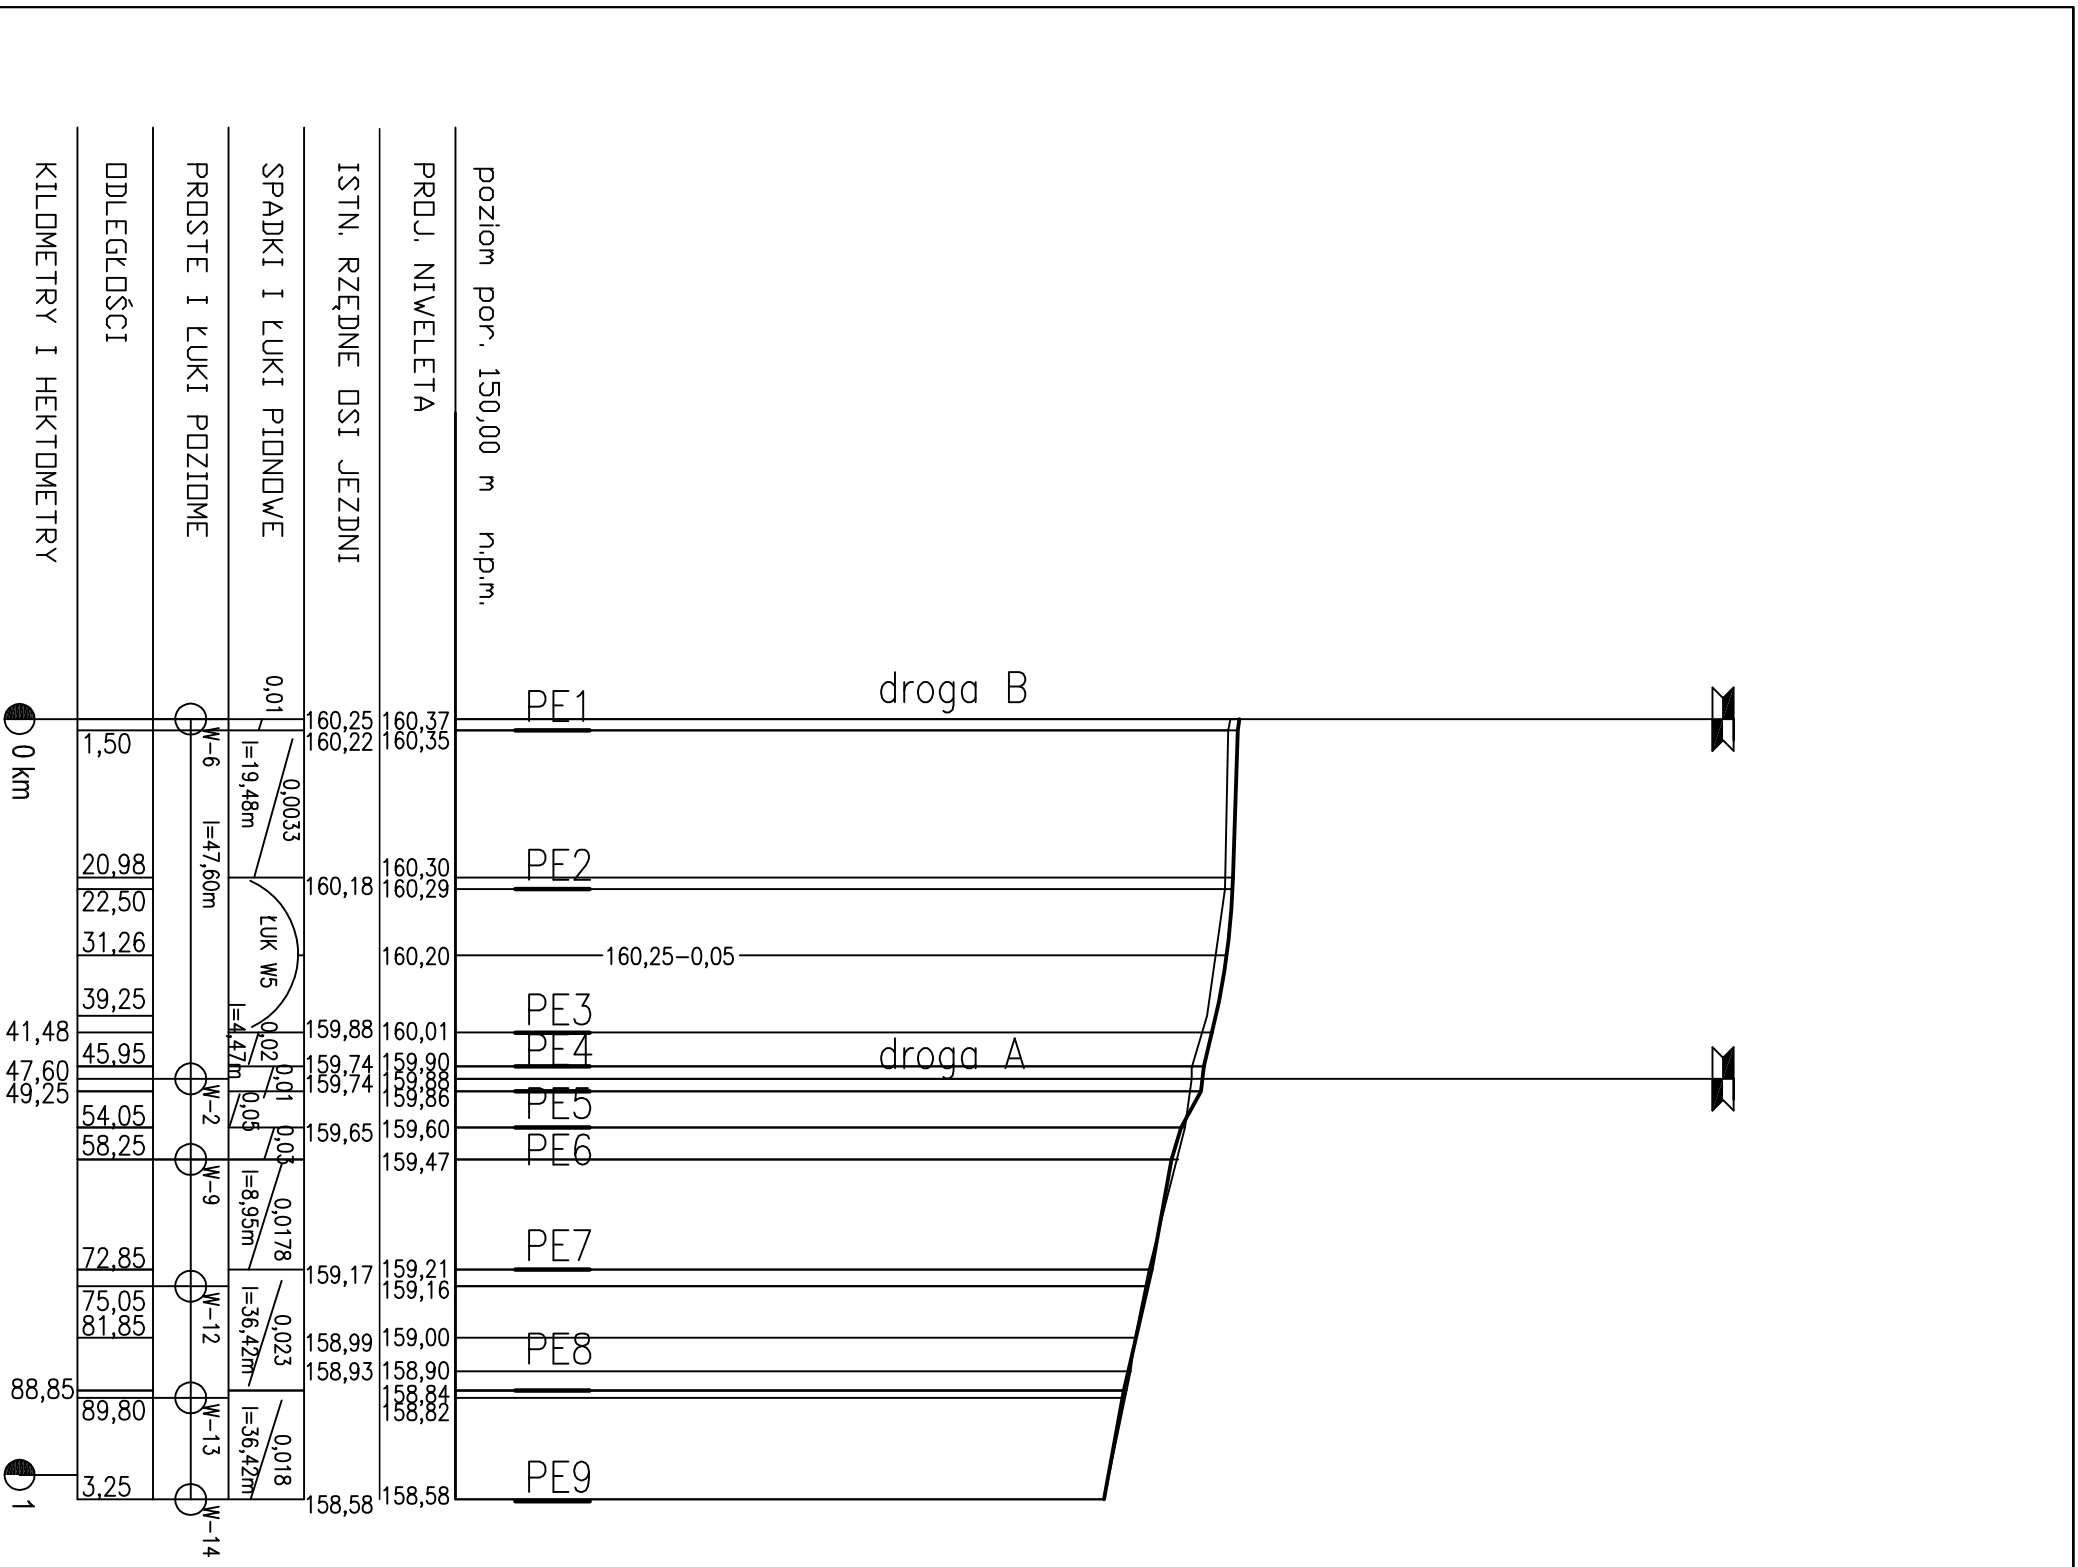 poziom por. 150,00 m n.p.m.
PROJ. NIWELETA
ISTN. RZĘDNE OSI JEZDNI
SPADKI I ŁUKI PIONOWE
PROSTE I ŁUKI POZIOME
ODLEGŁOŚCI
KILOMETRY I HEKTOMETRY
droga B
droga A
PE1
PE2
160,25-0,05
PE3
PE4
PE5
PE6
PE7
PE8
PE9
160,37
160,35
160,30
160,29
160,20
160,01
159,90
159,88
159,86
159,60
159,47
159,21
159,16
159,00
158,90
158,84
158,82
158,58
160,25
160,22
160,18
159,88
159,74
159,74
159,65
159,17
158,99
158,93
158,58
0,01
0,0033
l=19,48m
ŁUK W5
0,02
l=4,47m
0,01
0,05
0,03
0,0178
l=8,95m
0,023
l=36,42m
0,018
l=36,42m
W-6
l=47,60m
W-2
W-9
W-12
W-13
W-14
1,50
20,98
22,50
31,26
39,25
45,95
54,05
58,25
72,85
75,05
81,85
89,80
3,25
0 km
41,48
47,60
49,25
88,85
1